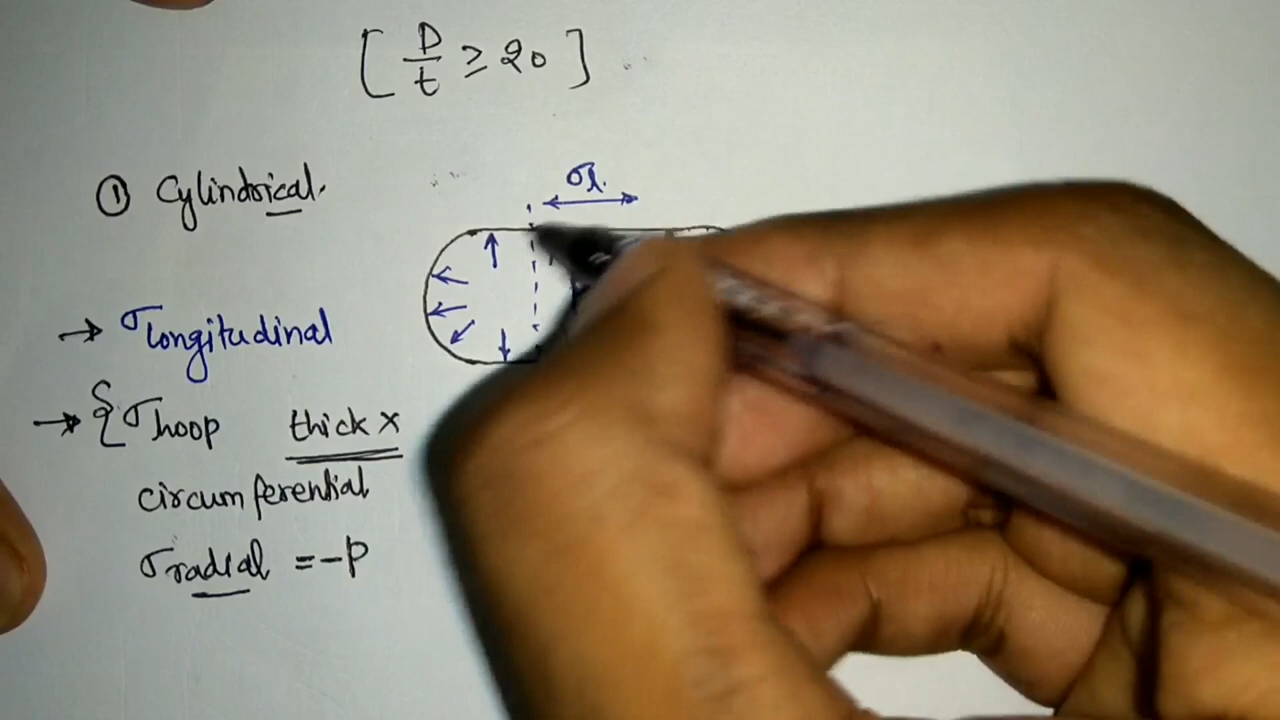 [ D/t ≥ 20 ]
① Cylindrical.
σl.
→ σLongitudinal
→ { σhoop thick x
circumferential
σradial = -P